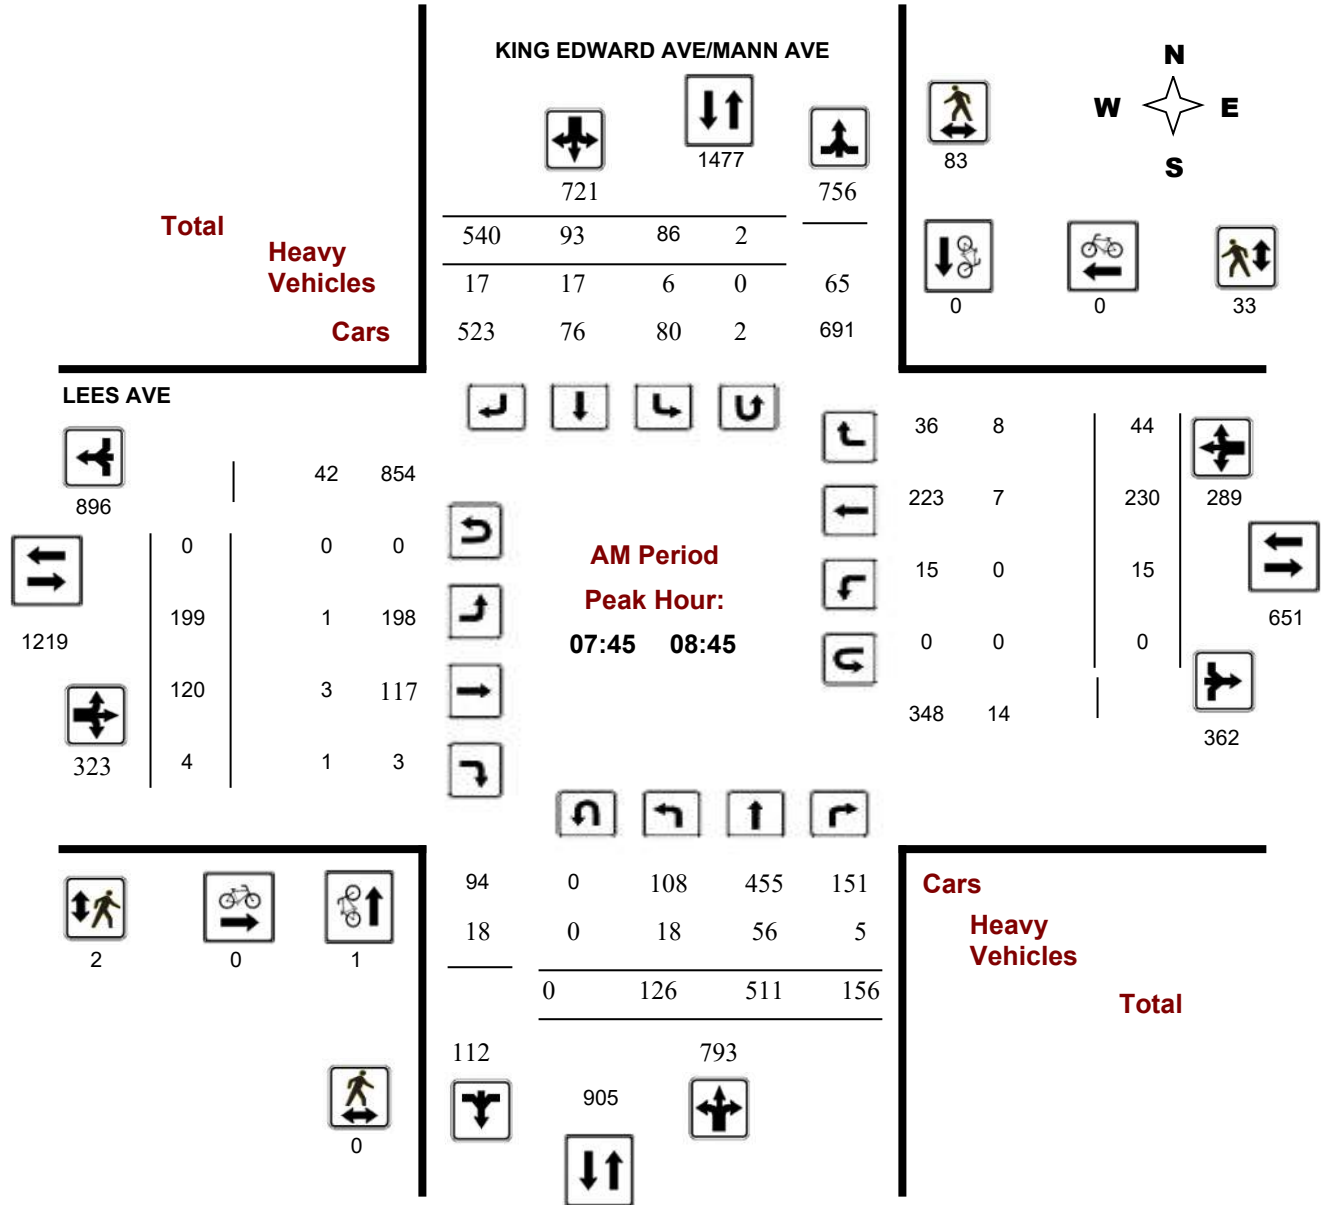 KING EDWARD AVE/MANN AVE
N
W E
S
1477
83
721 756
Total
540 93 86 2
Heavy
Vehicles
17 17 6 0 65
0 0 33
Cars
523 76 80 2 691
LEES AVE
36 8 44
42 854
896
223 7 230 289
0 0 0
AM Period
15 0 15
Peak Hour:
199 1 198
651
1219
07:45 08:45
0 0 0
120 3 117
348 14
362
323 4 1 3
94 0 108 455 151
Cars
18 0 18 56 5
Heavy
Vehicles
2 0 1
0 126 511 156
Total
112 793
905
0